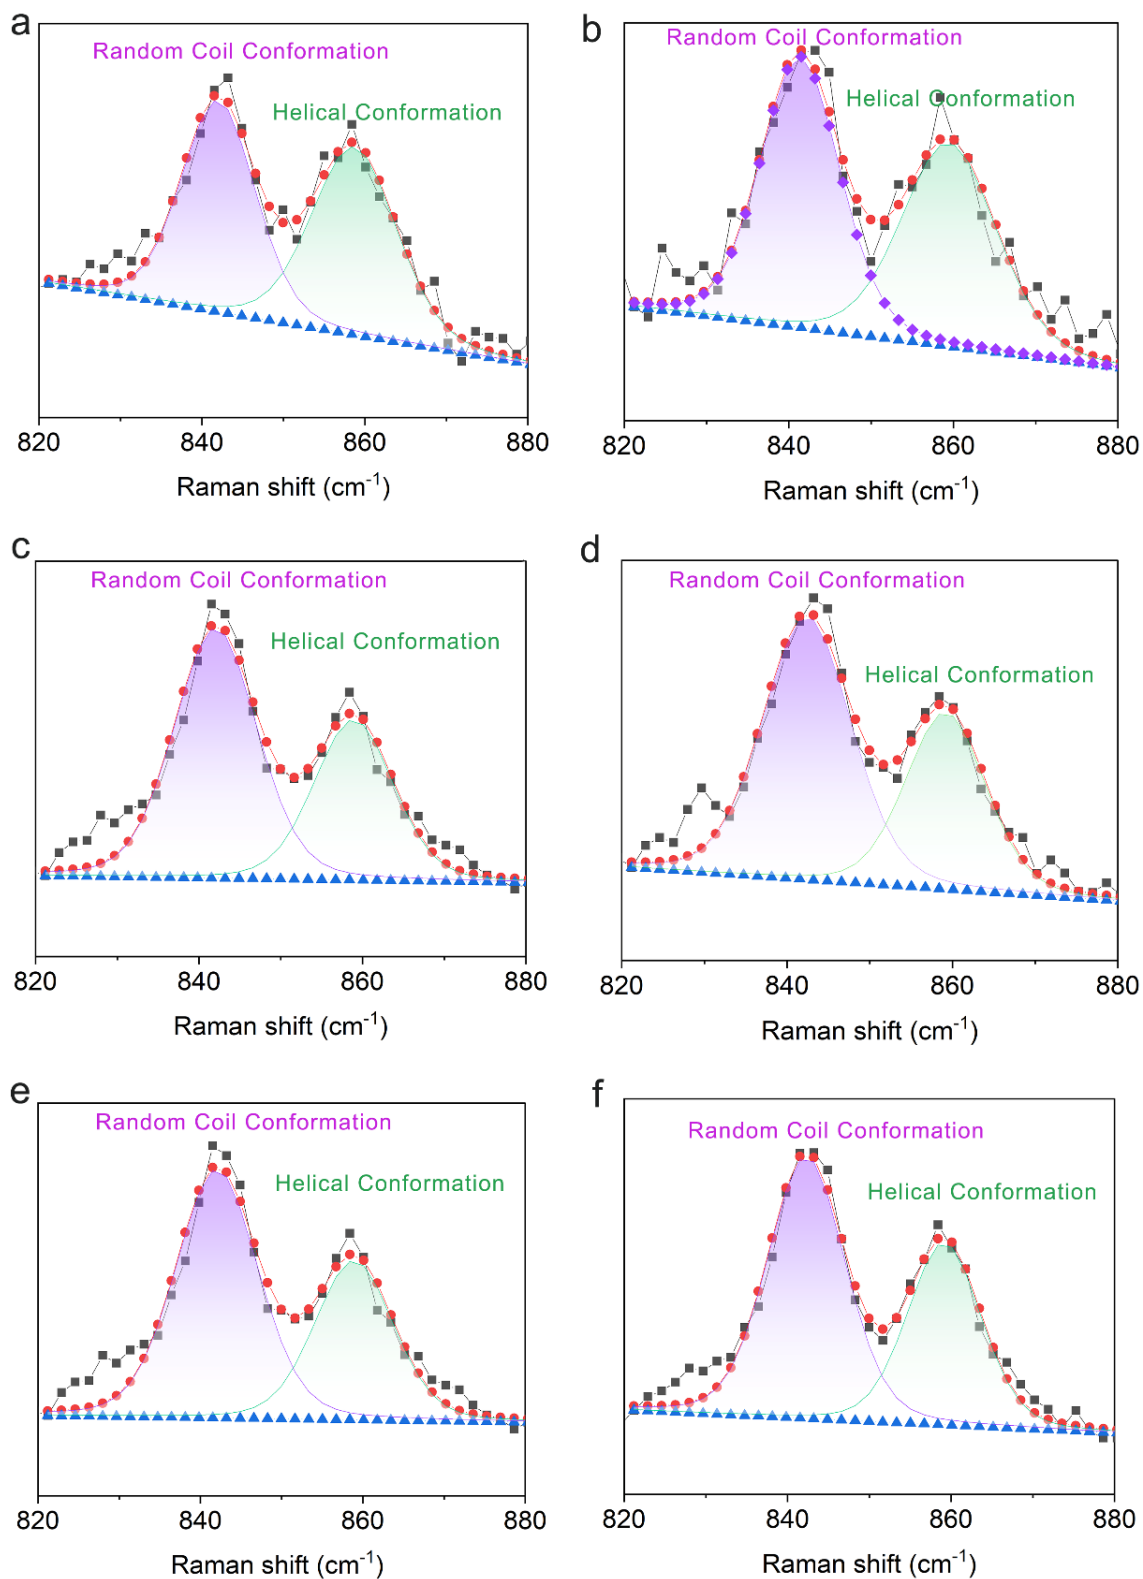 a
Random Coil Conformation
Helical Conformation
820 840 860 880
Raman shift (cm⁻¹)
b
Random Coil Conformation
Helical Conformation
820 840 860 880
Raman shift (cm⁻¹)
c
Random Coil Conformation
Helical Conformation
820 840 860 880
Raman shift (cm⁻¹)
d
Random Coil Conformation
Helical Conformation
820 840 860 880
Raman shift (cm⁻¹)
e
Random Coil Conformation
Helical Conformation
820 840 860 880
Raman shift (cm⁻¹)
f
Random Coil Conformation
Helical Conformation
820 840 860 880
Raman shift (cm⁻¹)